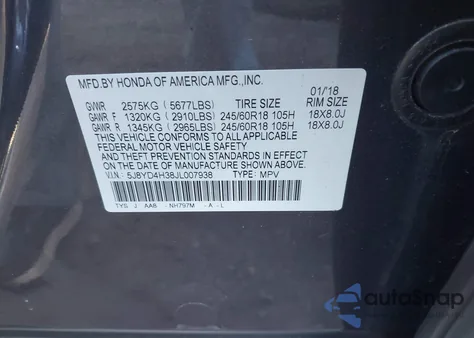 MFD.BY HONDA OF AMERICA MFG.,INC. 01/18
GVWR 2575KG (5677LBS) TIRE SIZE RIM SIZE
GAWR F 1320KG (2910LBS) 245/60R18 105H 18X8.0J
GAWR R 1345KG (2965LBS) 245/60R18 105H 18X8.0J
THIS VEHICLE CONFORMS TO ALL APPLICABLE
FEDERAL MOTOR VEHICLE SAFETY
AND THEFT PREVENTION STANDARDS IN EFFECT ON
THE DATE OF MANUFACTURE SHOWN ABOVE.
V.I.N: 5J8YD4H38JL007938 TYPE: MPV
TYS J AAB NH797M -A -L
autoSnap